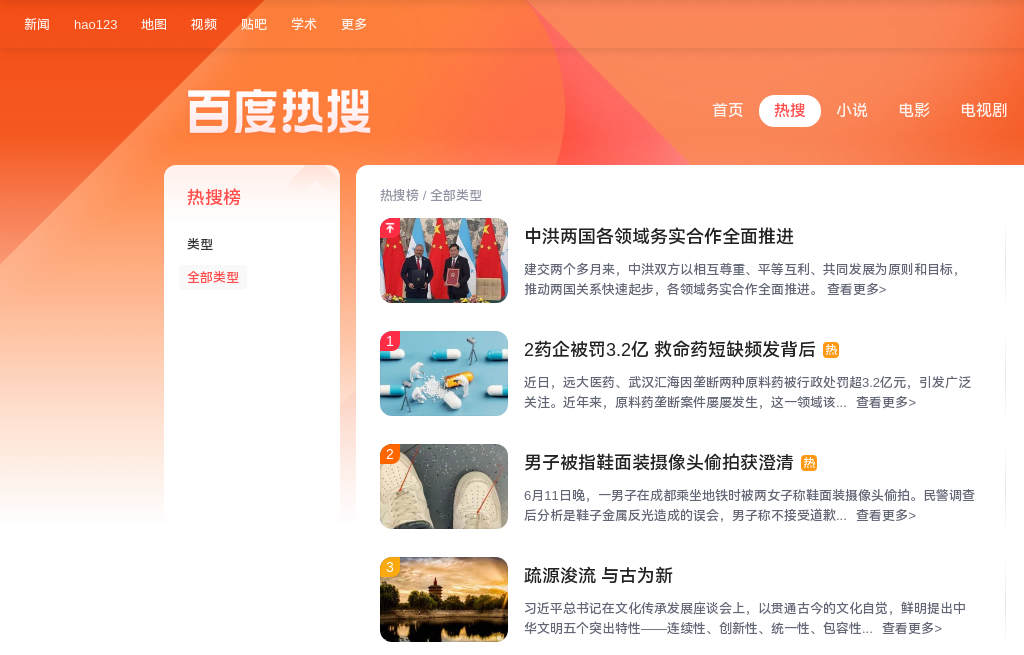 新闻 hao123 地图 视频 贴吧 学术 更多
百度热搜
首页 热搜 小说 电影 电视剧
热搜榜
类型
全部类型
热搜榜 / 全部类型
中洪两国各领域务实合作全面推进
建交两个多月来，中洪双方以相互尊重、平等互利、共同发展为原则和目标，
推动两国关系快速起步，各领域务实合作全面推进。 查看更多>
1
2药企被罚3.2亿 救命药短缺频发背后 热
近日，远大医药、武汉汇海因垄断两种原料药被行政处罚超3.2亿元，引发广泛
关注。近年来，原料药垄断案件屡屡发生，这一领域该... 查看更多>
2
男子被指鞋面装摄像头偷拍获澄清 热
6月11日晚，一男子在成都乘坐地铁时被两女子称鞋面装摄像头偷拍。民警调查
后分析是鞋子金属反光造成的误会，男子称不接受道歉... 查看更多>
3
疏源浚流 与古为新
习近平总书记在文化传承发展座谈会上，以贯通古今的文化自觉，鲜明提出中
华文明五个突出特性——连续性、创新性、统一性、包容性... 查看更多>